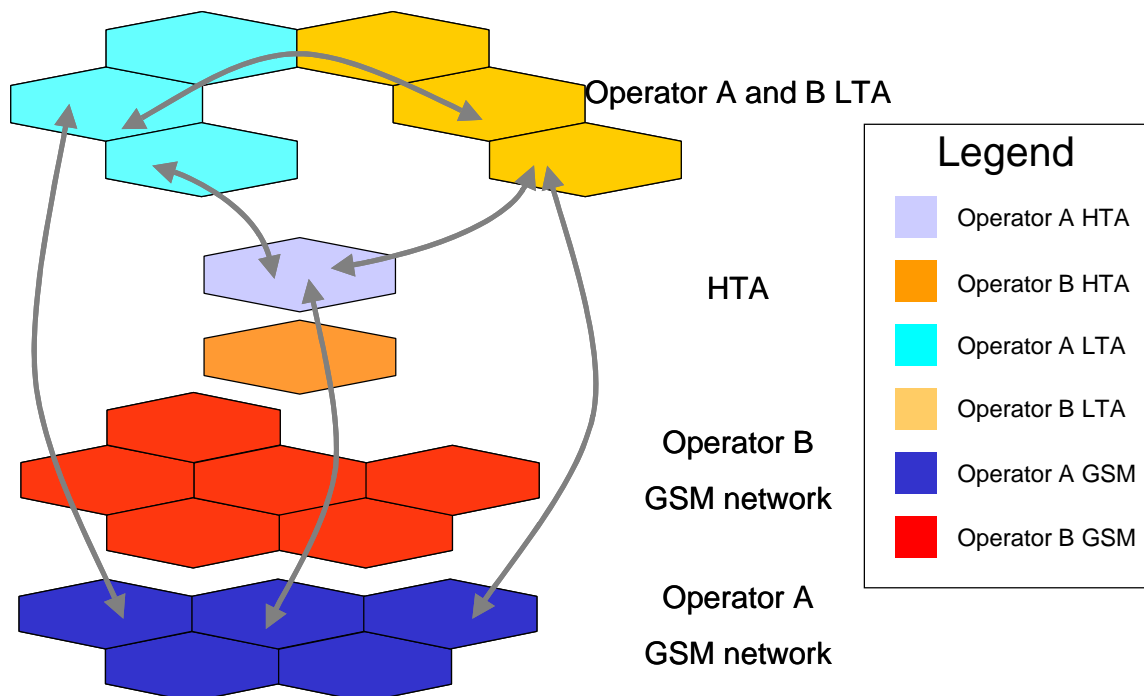 Operator A and B LTA
HTA
Operator B
GSM network
Operator A
GSM network
Legend
Operator A HTA
Operator B HTA
Operator A LTA
Operator B LTA
Operator A GSM
Operator B GSM